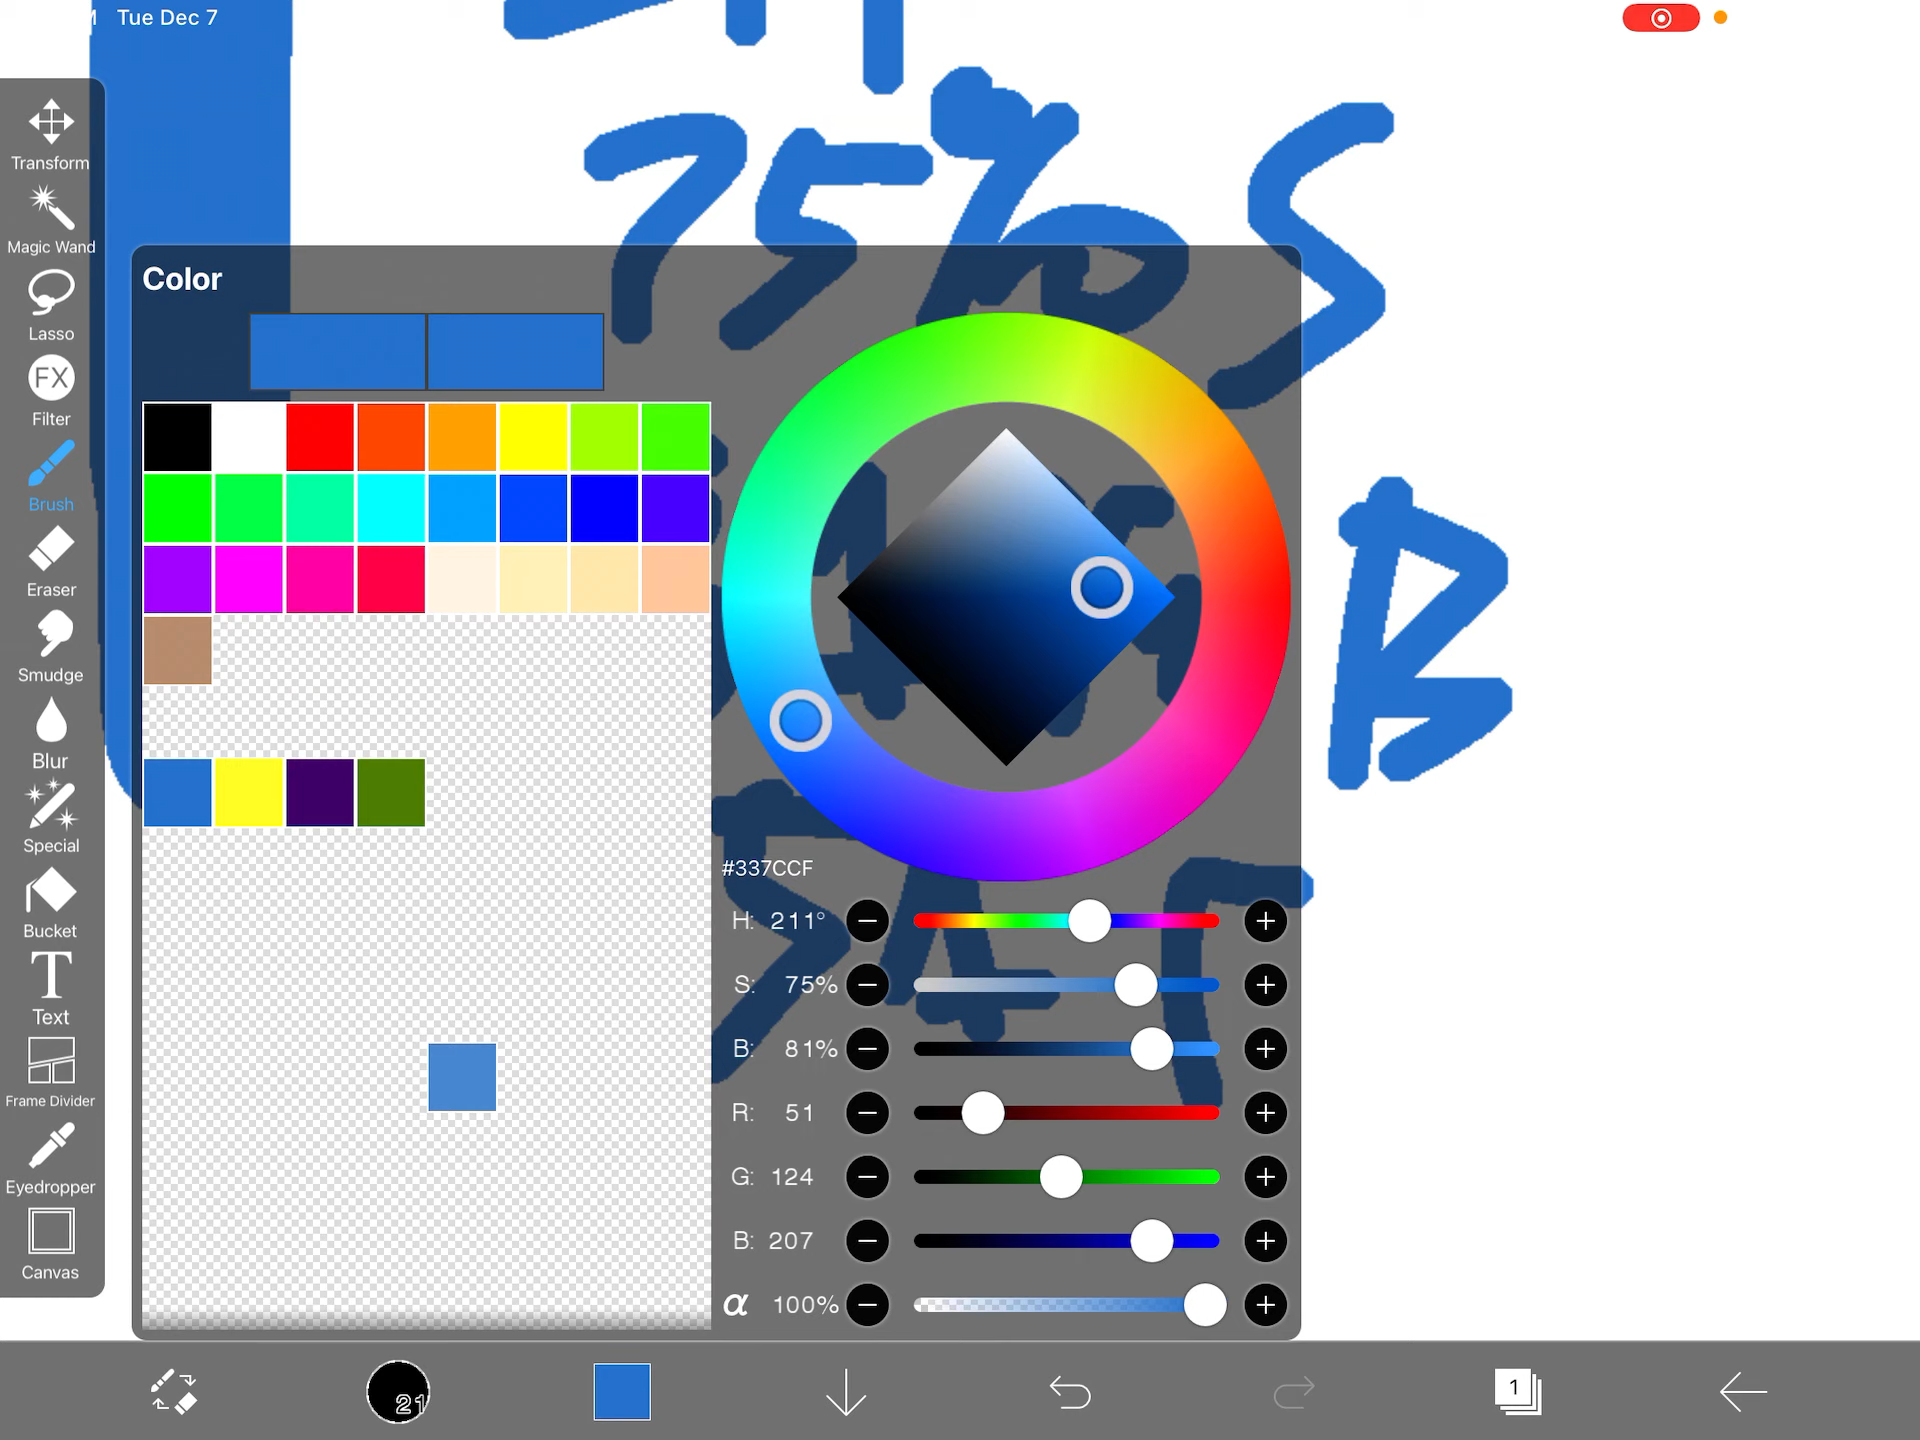 Tue Dec 7
75% S
Color
B
Transform
Magic Wand
Lasso
FX
Filter
Brush
Eraser
Smudge
Blur
Special
Bucket
T
Text
Frame Divider
Eyedropper
Canvas
#337CCF
H: 211°
S: 75%
B: 81%
R: 51
G: 124
B: 207
α 100%
21
1